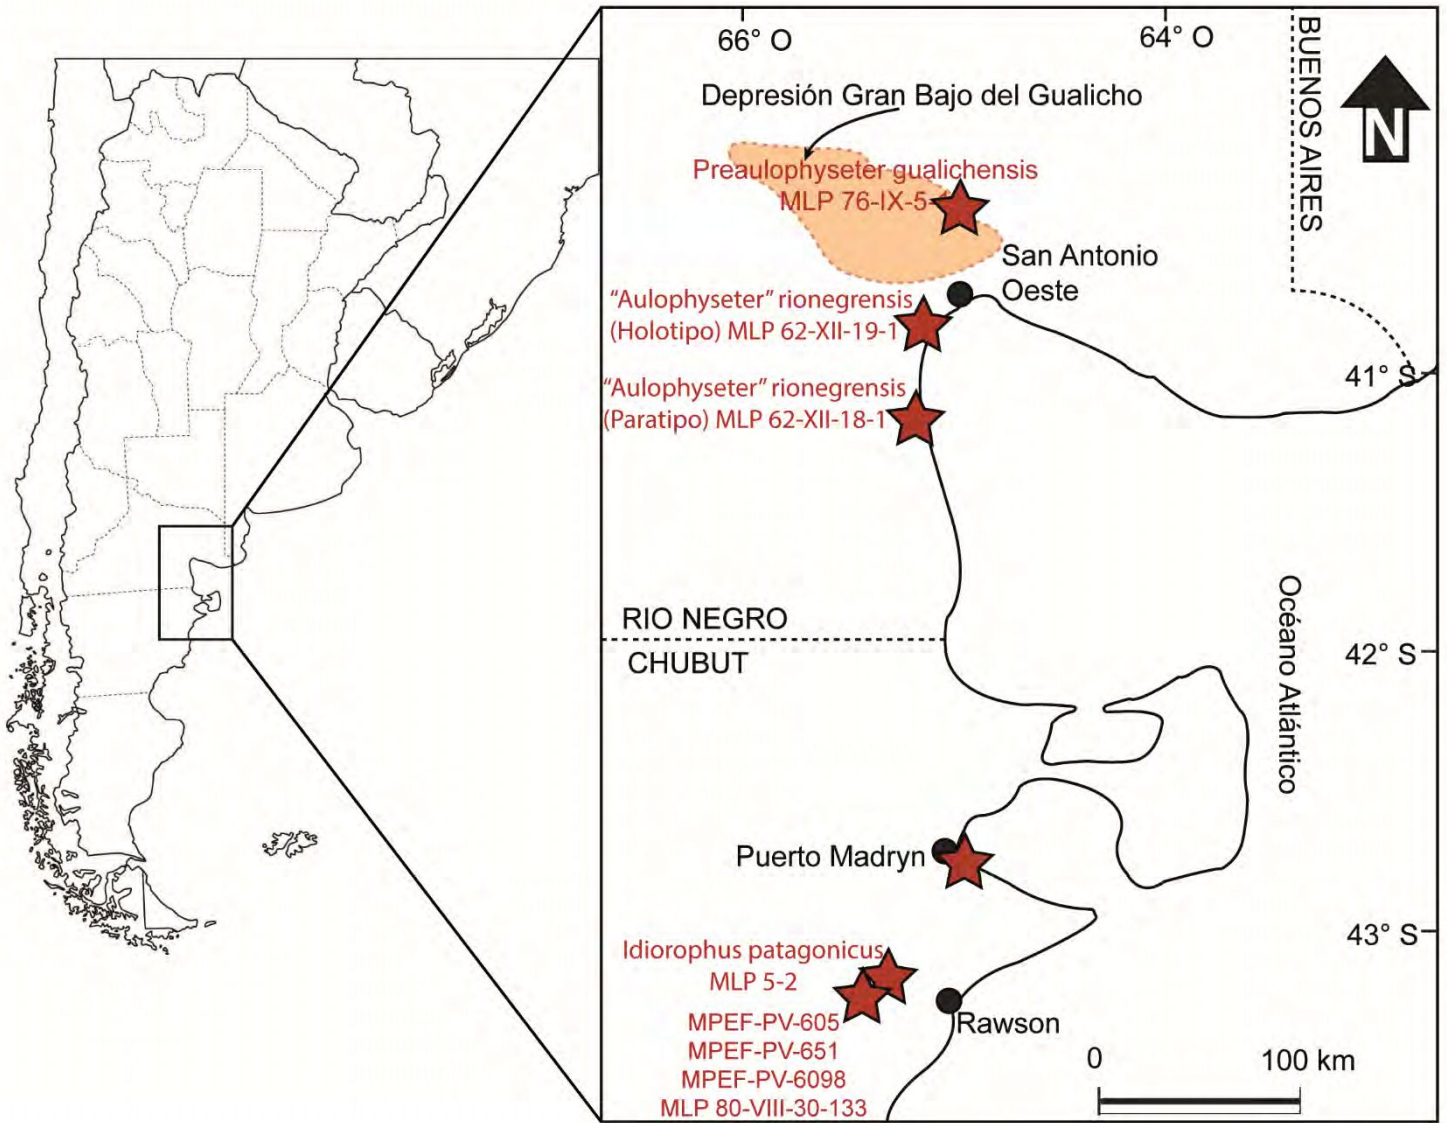 66° O
64° O
BUENOS AIRES
N
Depresión Gran Bajo del Gualicho
Preaulophyseter gualichensis
MLP 76-IX-5-
San Antonio
Oeste
“Aulophyseter” rionegrensis
(Holotipo) MLP 62-XII-19-1
41° S
“Aulophyseter” rionegrensis
(Paratipo) MLP 62-XII-18-1
RIO NEGRO
CHUBUT
42° S
Océano Atlántico
Puerto Madryn
43° S
Idiorophus patagonicus
MLP 5-2
MPEF-PV-605
MPEF-PV-651
MPEF-PV-6098
MLP 80-VIII-30-133
Rawson
0
100 km